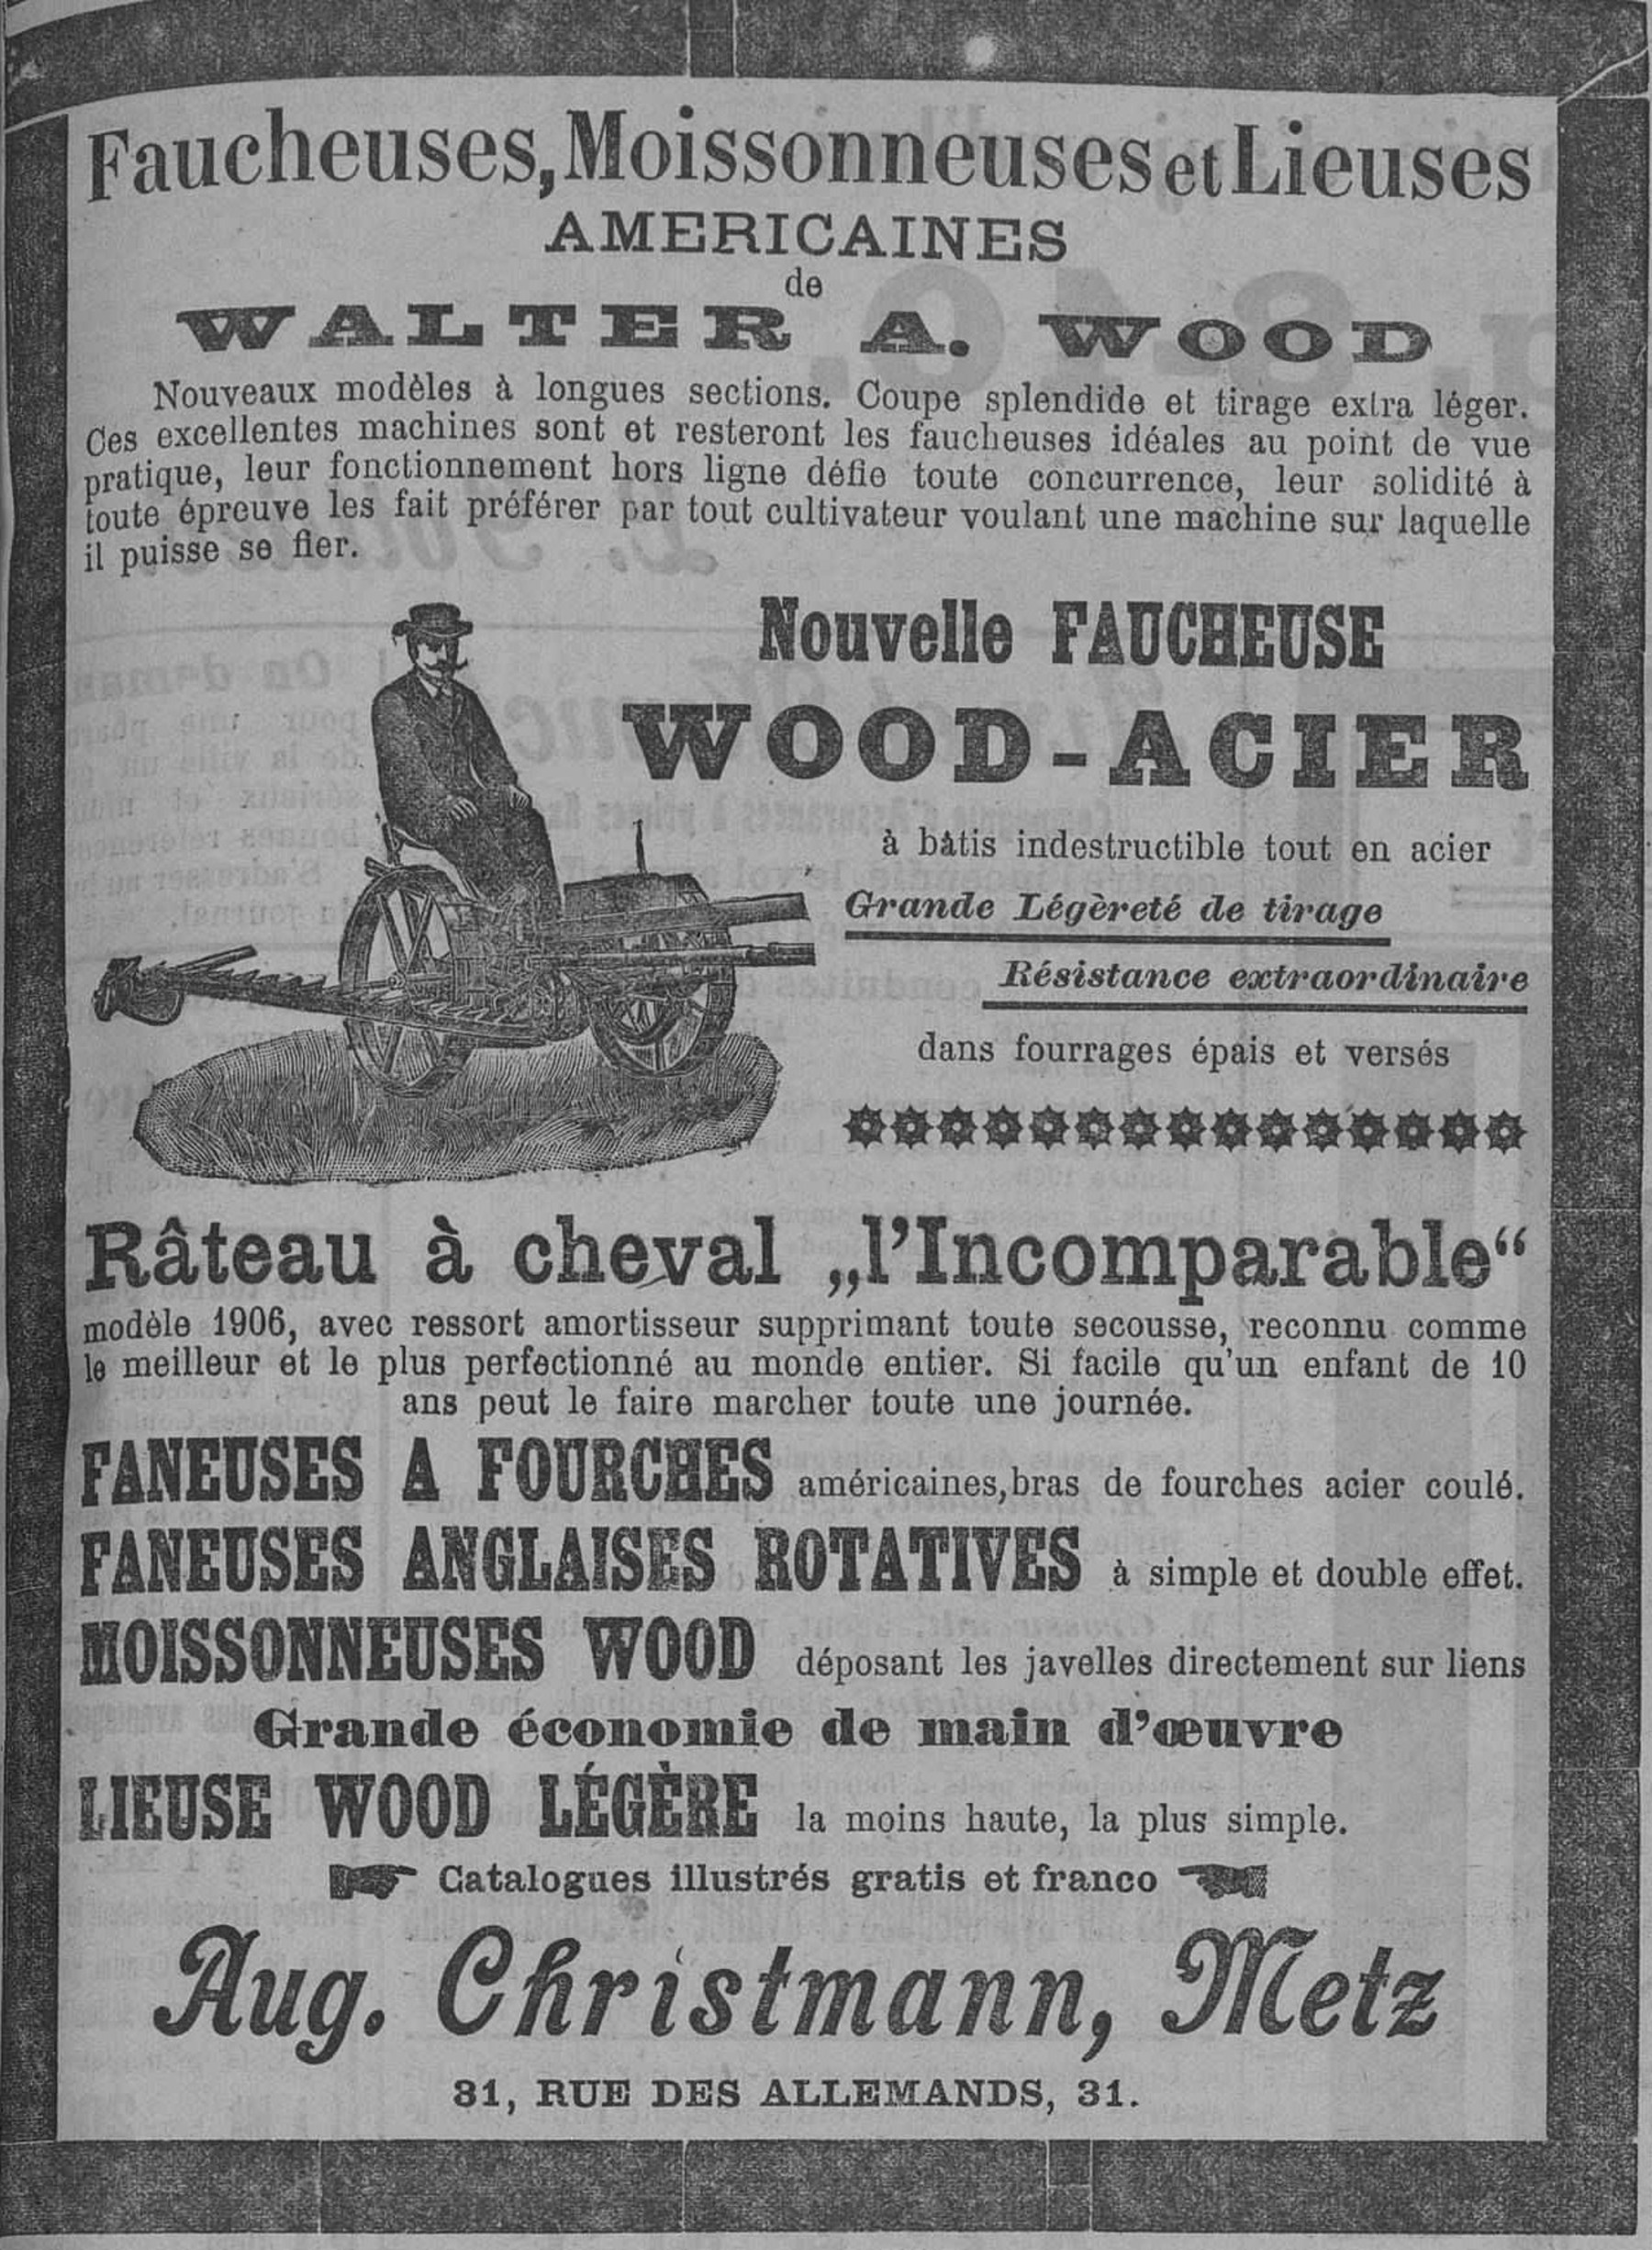 Faucheuses, Moissonneuses et Lieuses
AMERICAINES
de
WALTER A. WOOD
Nouveaux modèles à longues sections. Coupe splendide et tirage extra léger.
Ces excellentes machines sont et resteront les faucheuses idéales au point de vue
pratique, leur fonctionnement hors ligne défie toute concurrence, leur solidité à
toute épreuve les fait préférer par tout cultivateur voulant une machine sur laquelle
il puisse se fier.
Nouvelle FAUCHEUSE
WOOD-ACIER
à bâtis indestructible tout en acier
Grande Légèreté de tirage
Résistance extraordinaire
dans fourrages épais et versés
Râteau à cheval „l'Incomparable“
modèle 1906, avec ressort amortisseur supprimant toute secousse, reconnu comme
le meilleur et le plus perfectionné au monde entier. Si facile qu'un enfant de 10
ans peut le faire marcher toute une journée.
FANEUSES A FOURCHES américaines, bras de fourches acier coulé.
FANEUSES ANGLAISES ROTATIVES à simple et double effet.
MOISSONNEUSES WOOD déposant les javelles directement sur liens
Grande économie de main d'œuvre
LIEUSE WOOD LÉGÈRE la moins haute, la plus simple.
Catalogues illustrés gratis et franco
Aug. Christmann, Metz
31, RUE DES ALLEMANDS, 31.